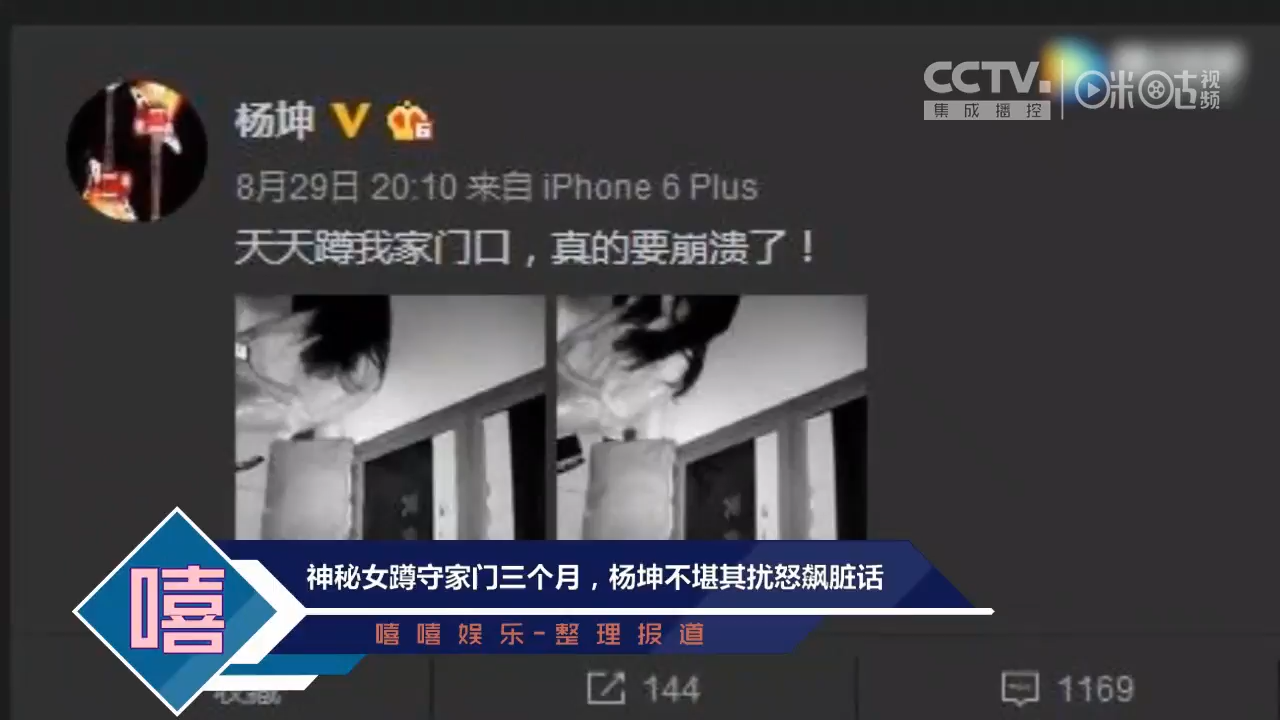 CCTV.
集成播控
咪咕视频
杨坤
8月29日 20:10 来自 iPhone 6 Plus
天天蹲我家门口，真的要崩溃了！
神秘女蹲守家门三个月，杨坤不堪其扰怒飙脏话
嘻
嘻嘻娱乐-整理报道
收藏
144
1169